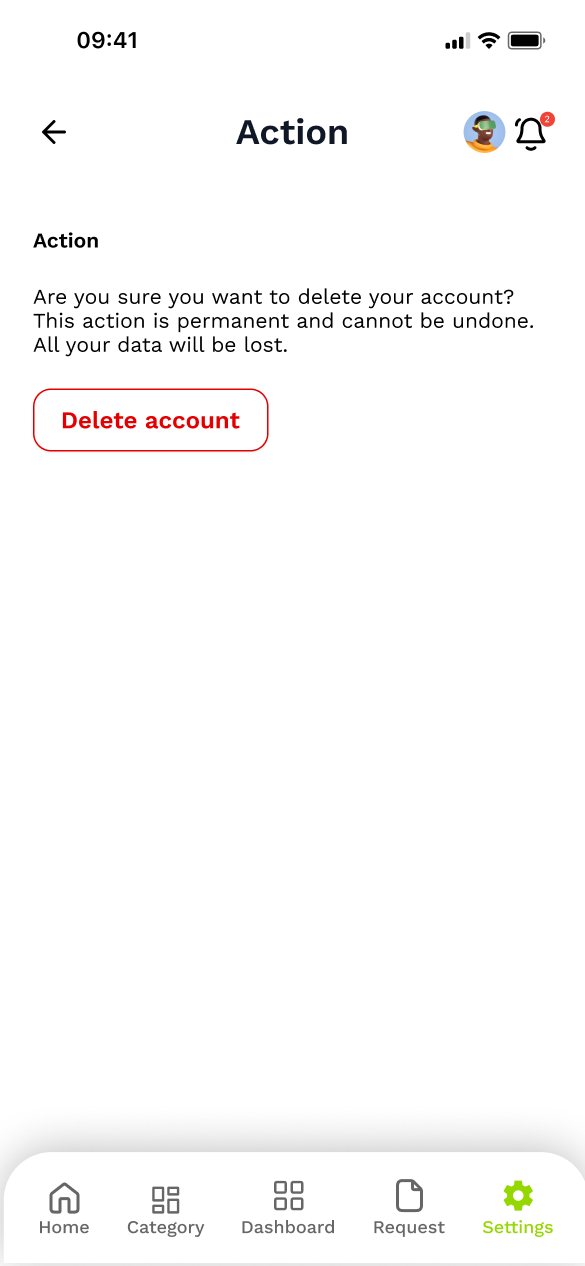 09:41
Action
2
Action
Are you sure you want to delete your account?
This action is permanent and cannot be undone.
All your data will be lost.
Delete account
Home Category Dashboard Request Settings